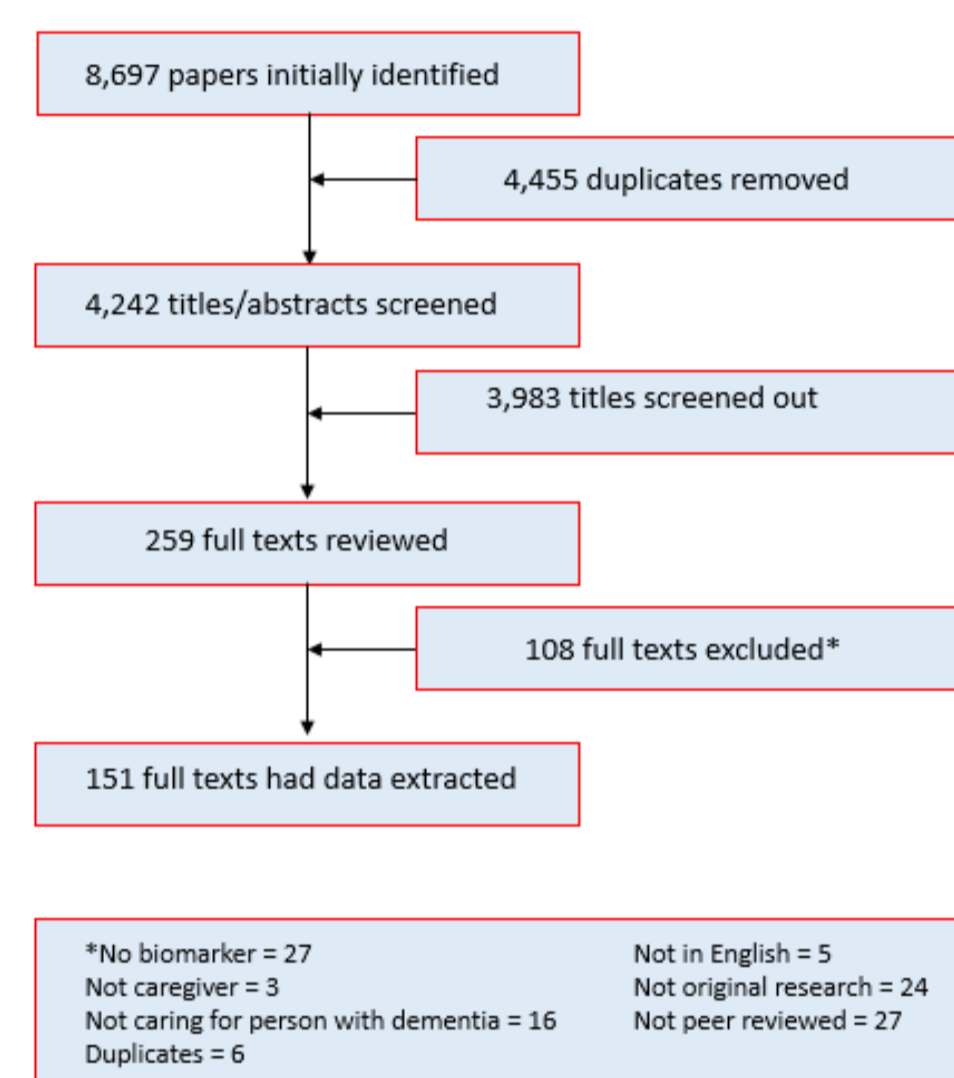 8,697 papers initially identified
4,455 duplicates removed
4,242 titles/abstracts screened
3,983 titles screened out
259 full texts reviewed
108 full texts excluded*
151 full texts had data extracted
*No biomarker = 27
Not caregiver = 3
Not caring for person with dementia = 16
Duplicates = 6
Not in English = 5
Not original research = 24
Not peer reviewed = 27